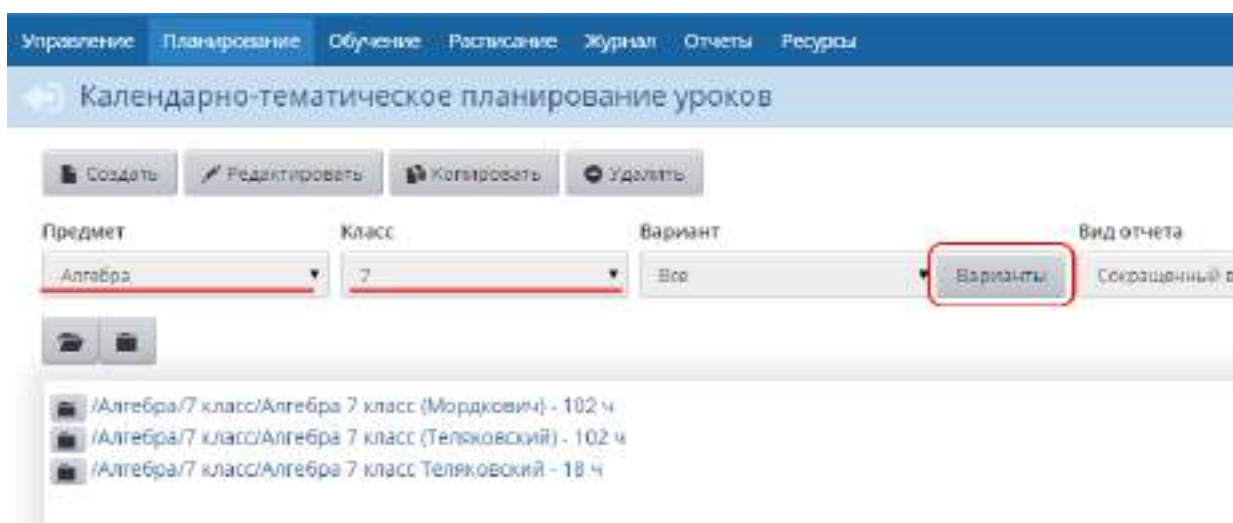 Управление Планирование Обучение Расписание Журнал Отчеты Ресурсы
Календарно-тематическое планирование уроков
Создать Редактировать Копировать Удалить
Предмет Класс Вариант Вид отчета
Алгебра 7 Все Варианты Сокращенный в
/Алгебра/7 класс/Алгебра 7 класс (Мордкович) - 102 ч
/Алгебра/7 класс/Алгебра 7 класс (Теляковский) - 102 ч
/Алгебра/7 класс/Алгебра 7 класс Теляковский - 18 ч